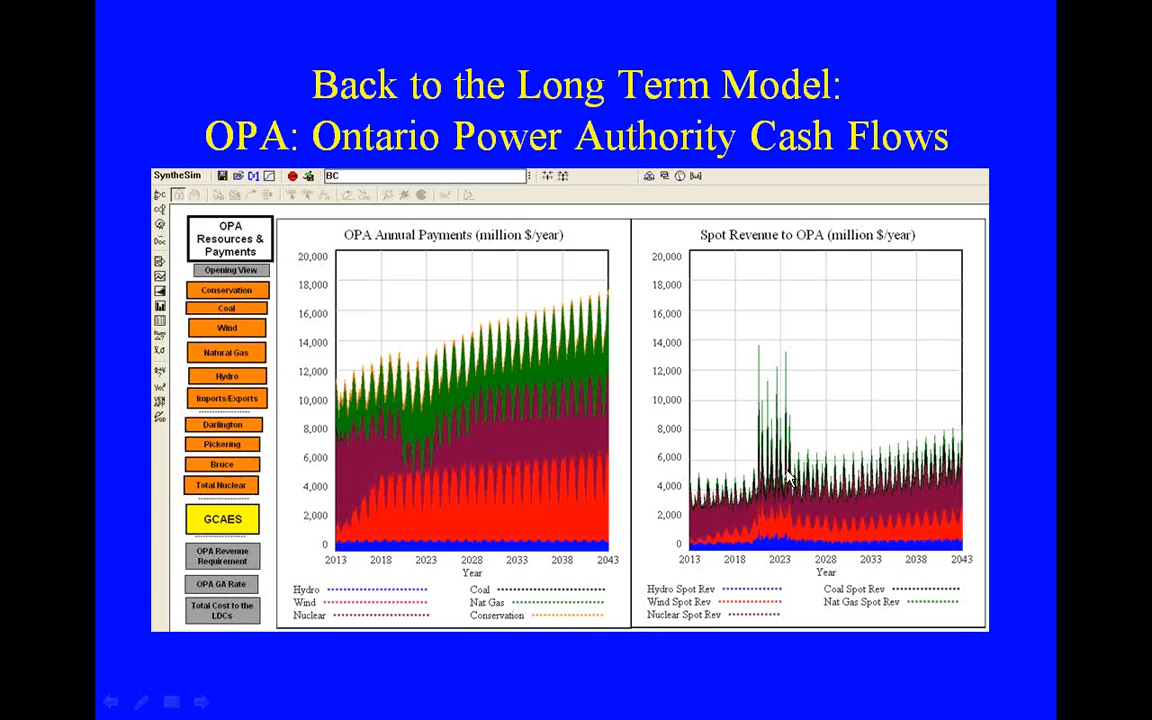 Back to the Long Term Model:
OPA: Ontario Power Authority Cash Flows
SyntheSim
BC
OPA
Resources &
Payments
Opening View
Conservation
Coal
Wind
Natural Gas
Hydro
Imports/Exports
Darlington
Pickering
Bruce
Total Nuclear
GCAES
OPA Revenue
Requirement
OPA GA Rate
Total Cost to the
LDCs
OPA Annual Payments (million $/year)
20,000
18,000
16,000
14,000
12,000
10,000
8,000
6,000
4,000
2,000
0
2013 2018 2023 2028 2033 2038 2043
Year
Hydro Coal
Wind Nat Gas
Nuclear Conservation
Spot Revenue to OPA (million $/year)
20,000
18,000
16,000
14,000
12,000
10,000
8,000
6,000
4,000
2,000
0
2013 2018 2023 2028 2033 2038 2043
Year
Hydro Spot Rev Coal Spot Rev
Wind Spot Rev Nat Gas Spot Rev
Nuclear Spot Rev